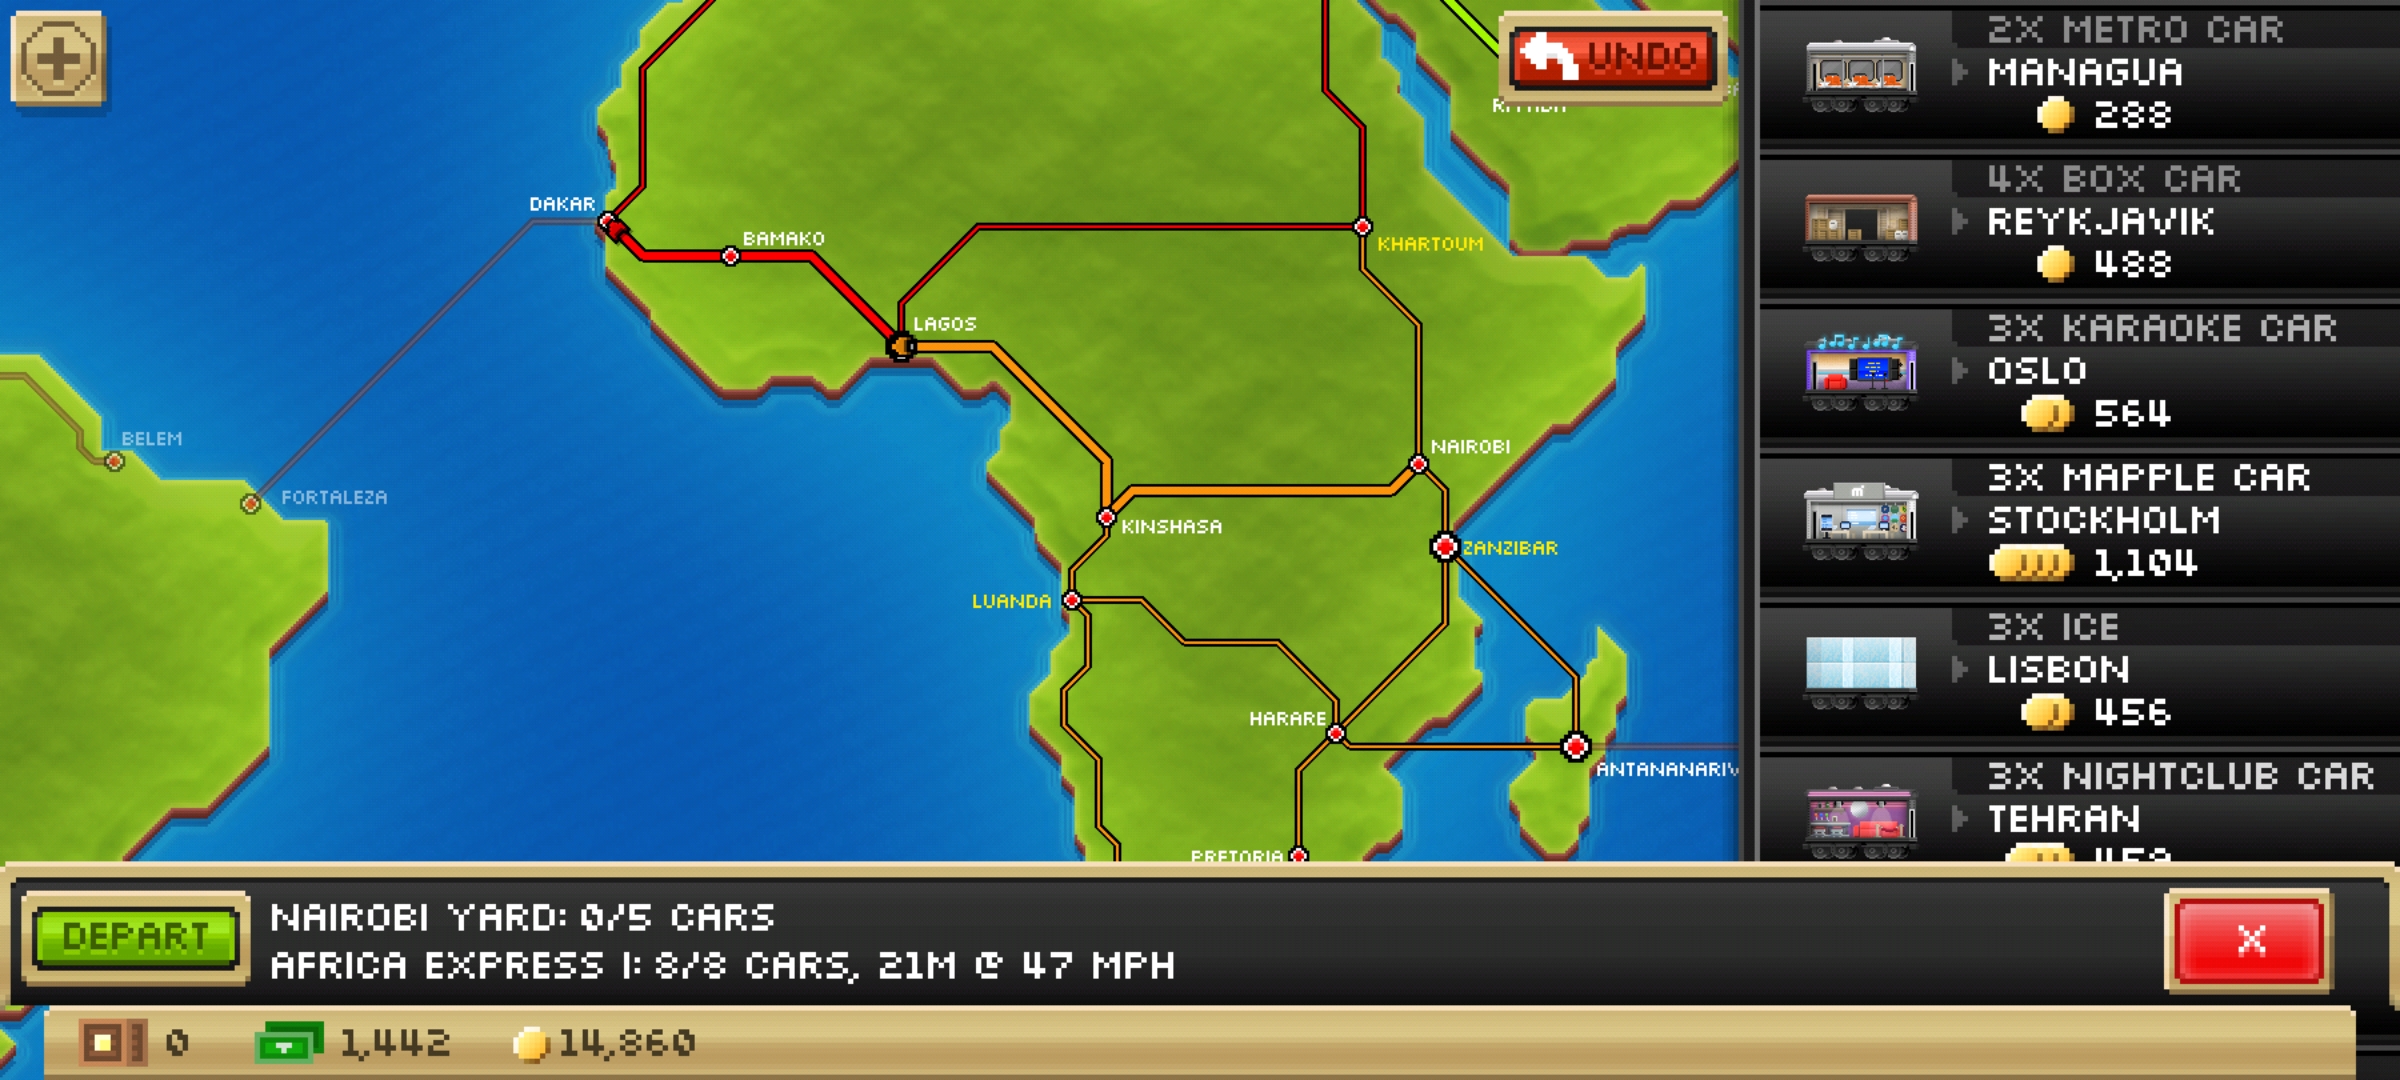 UNDO
DAKAR
BAMAKO
LAGOS
KHARTOUM
BELEM
FORTALEZA
NAIROBI
KINSHASA
ZANZIBAR
LUANDA
HARARE
PRETORIA
2X METRO CAR
MANAGUA
288
4X BOX CAR
REYKJAVIK
488
3X KARAOKE CAR
OSLO
564
3X MAPPLE CAR
STOCKHOLM
1,104
3X ICE
LISBON
456
3X NIGHTCLUB CAR
TEHRAN
DEPART
NAIROBI YARD: 0/5 CARS
AFRICA EXPRESS I: 8/8 CARS, 21M @ 47 MPH
X
0
1,442
14,860